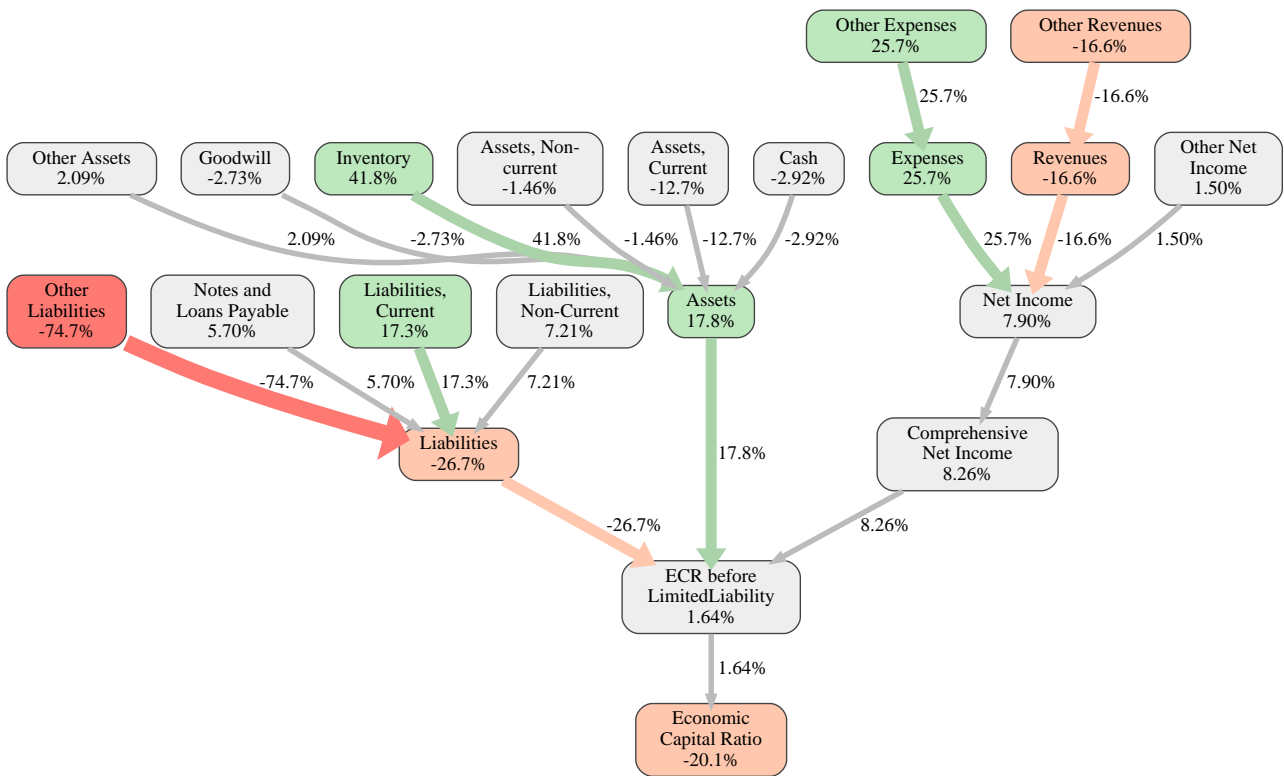 Other Expenses
25.7%
Other Revenues
-16.6%
25.7%
-16.6%
Other Assets
2.09%
Goodwill
-2.73%
Inventory
41.8%
Assets, Non-
current
-1.46%
Assets,
Current
-12.7%
Cash
-2.92%
Expenses
25.7%
Revenues
-16.6%
Other Net
Income
1.50%
2.09%
-2.73%
41.8%
-1.46%
-12.7%
-2.92%
25.7%
-16.6%
1.50%
Other
Liabilities
-74.7%
Notes and
Loans Payable
5.70%
Liabilities,
Current
17.3%
Liabilities,
Non-Current
7.21%
Assets
17.8%
Net Income
7.90%
-74.7%
5.70%
17.3%
7.21%
7.90%
Liabilities
-26.7%
17.8%
Comprehensive
Net Income
8.26%
-26.7%
8.26%
ECR before
LimitedLiability
1.64%
1.64%
Economic
Capital Ratio
-20.1%